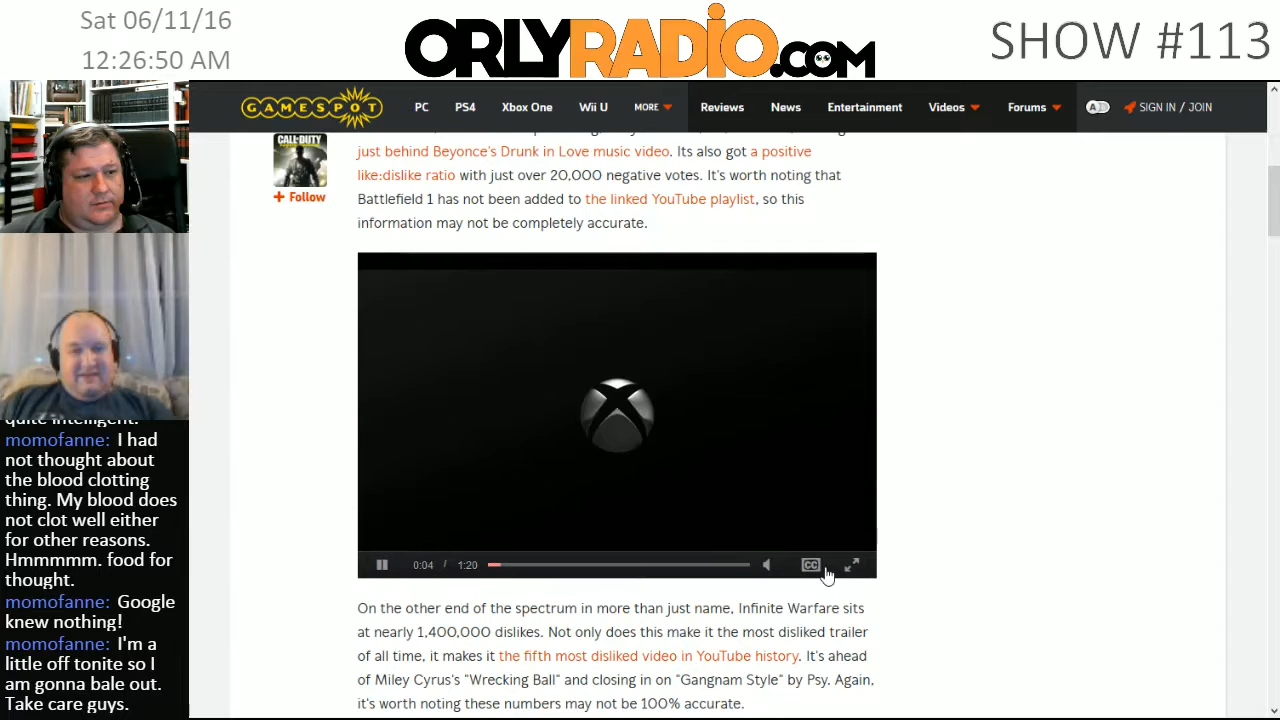 Sat 06/11/16
12:26:50 AM
ORLYRADIO.COM
SHOW #113
GAMESPOT
PC
PS4
Xbox One
Wii U
MORE
Reviews
News
Entertainment
Videos
Forums
SIGN IN / JOIN
CALL·DUTY
+ Follow
just behind Beyonce's Drunk in Love music video. Its also got a positive
like:dislike ratio with just over 20,000 negative votes. It's worth noting that
Battlefield 1 has not been added to the linked YouTube playlist, so this
information may not be completely accurate.
0:04 / 1:20
CC
On the other end of the spectrum in more than just name, Infinite Warfare sits
at nearly 1,400,000 dislikes. Not only does this make it the most disliked trailer
of all time, it makes it the fifth most disliked video in YouTube history. It's ahead
of Miley Cyrus's "Wrecking Ball" and closing in on "Gangnam Style" by Psy. Again,
it's worth noting these numbers may not be 100% accurate.
quite intelligent.
momofanne: I had
not thought about
the blood clotting
thing. My blood does
not clot well either
for other reasons.
Hmmmmm. food for
thought.
momofanne: Google
knew nothing!
momofanne: I'm a
little off tonite so I
am gonna bale out.
Take care guys.